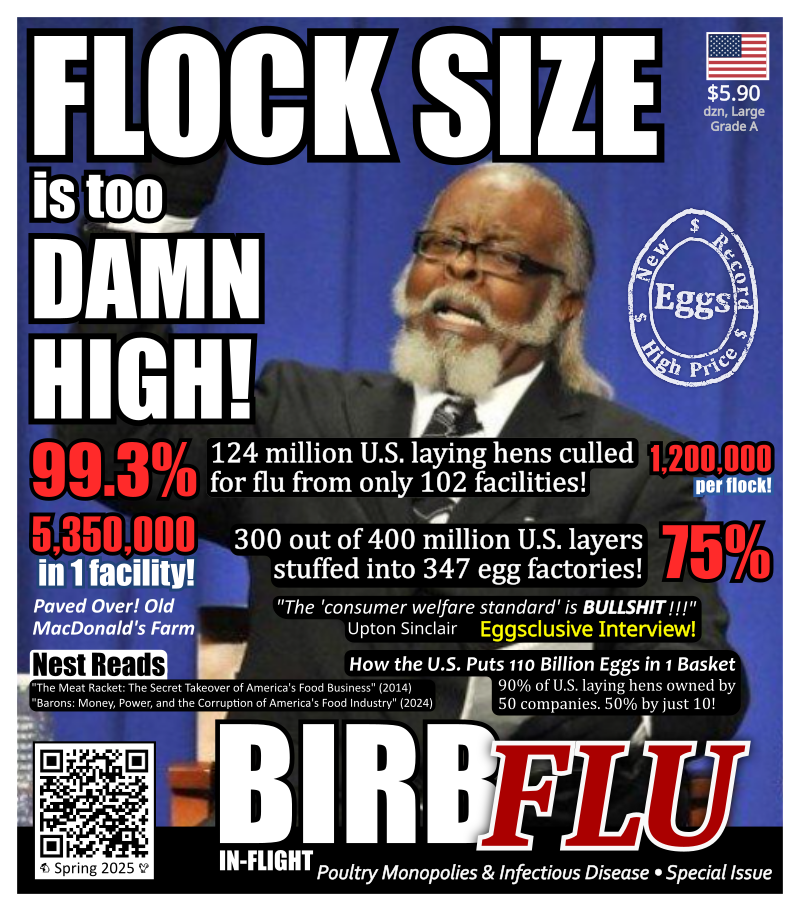 FLOCK SIZE
is too
DAMN
HIGH!
$5.90
dzn, Large
Grade A
$ New Record $ High Price $
Eggs
99.3%
124 million U.S. laying hens culled
for flu from only 102 facilities!
1,200,000
per flock!
5,350,000
in 1 facility!
300 out of 400 million U.S. layers
stuffed into 347 egg factories!
75%
Paved Over! Old
MacDonald's Farm
"The 'consumer welfare standard' is BULLSHIT !!!"
Upton Sinclair
Eggsclusive Interview!
Nest Reads
"The Meat Racket: The Secret Takeover of America's Food Business" (2014)
"Barons: Money, Power, and the Corruption of America's Food Industry" (2024)
How the U.S. Puts 110 Billion Eggs in 1 Basket
90% of U.S. laying hens owned by
50 companies. 50% by just 10!
Spring 2025
BIRB FLU
IN-FLIGHT
Poultry Monopolies & Infectious Disease • Special Issue